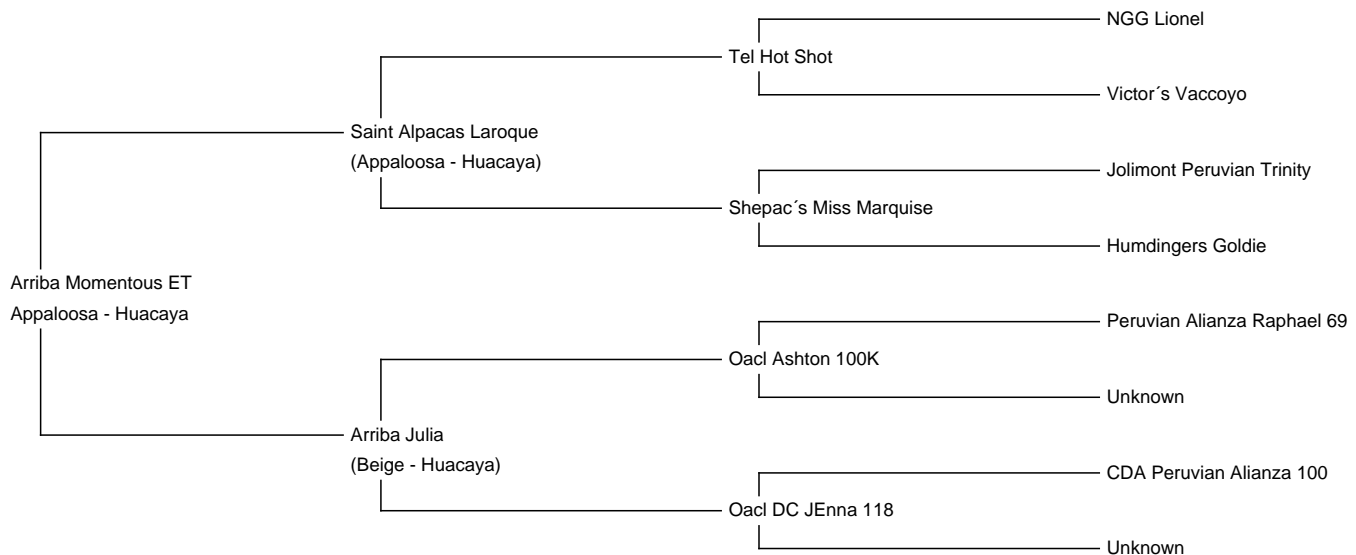 NGG Lionel
Tel Hot Shot
Victor´s Vaccoyo
Saint Alpacas Laroque
(Appaloosa - Huacaya)
Jolimont Peruvian Trinity
Shepac´s Miss Marquise
Humdingers Goldie
Arriba Momentous ET
Appaloosa - Huacaya
Peruvian Alianza Raphael 69
Oacl Ashton 100K
Unknown
Arriba Julia
(Beige - Huacaya)
CDA Peruvian Alianza 100
Oacl DC JEnna 118
Unknown